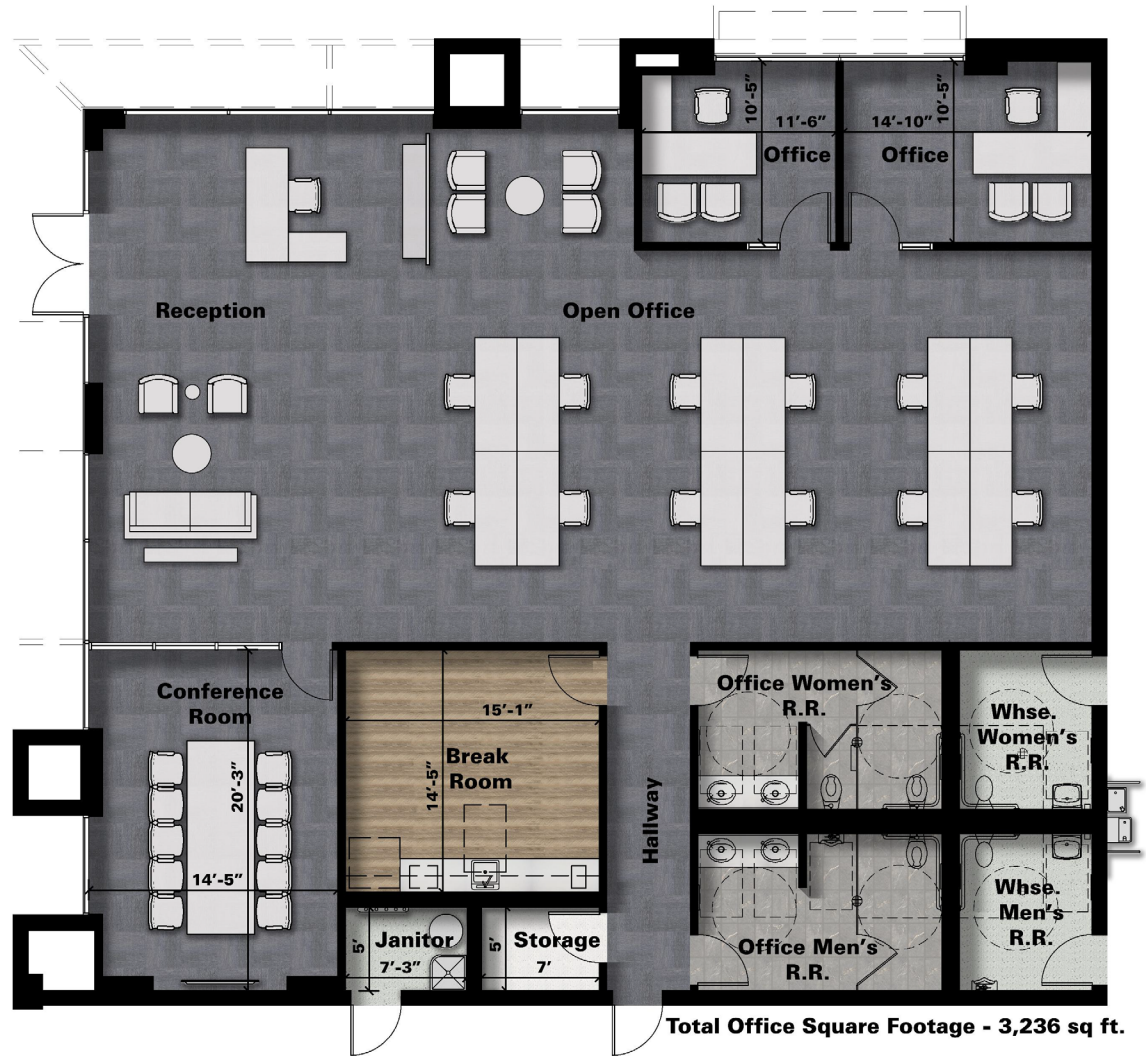 10’-5”
11’-6”
Office
14’-10”
10’-5”
Office
Reception
Open Office
Conference
Room
20’-3”
14’-5”
15’-1”
Break
Room
14’-5”
Hallway
Office Women’s
R.R.
Whse.
Women’s
R.R.
Janitor
5’
7’-3”
Storage
5’
7’
Office Men’s
R.R.
Whse.
Men’s
R.R.
Total Office Square Footage - 3,236 sq ft.